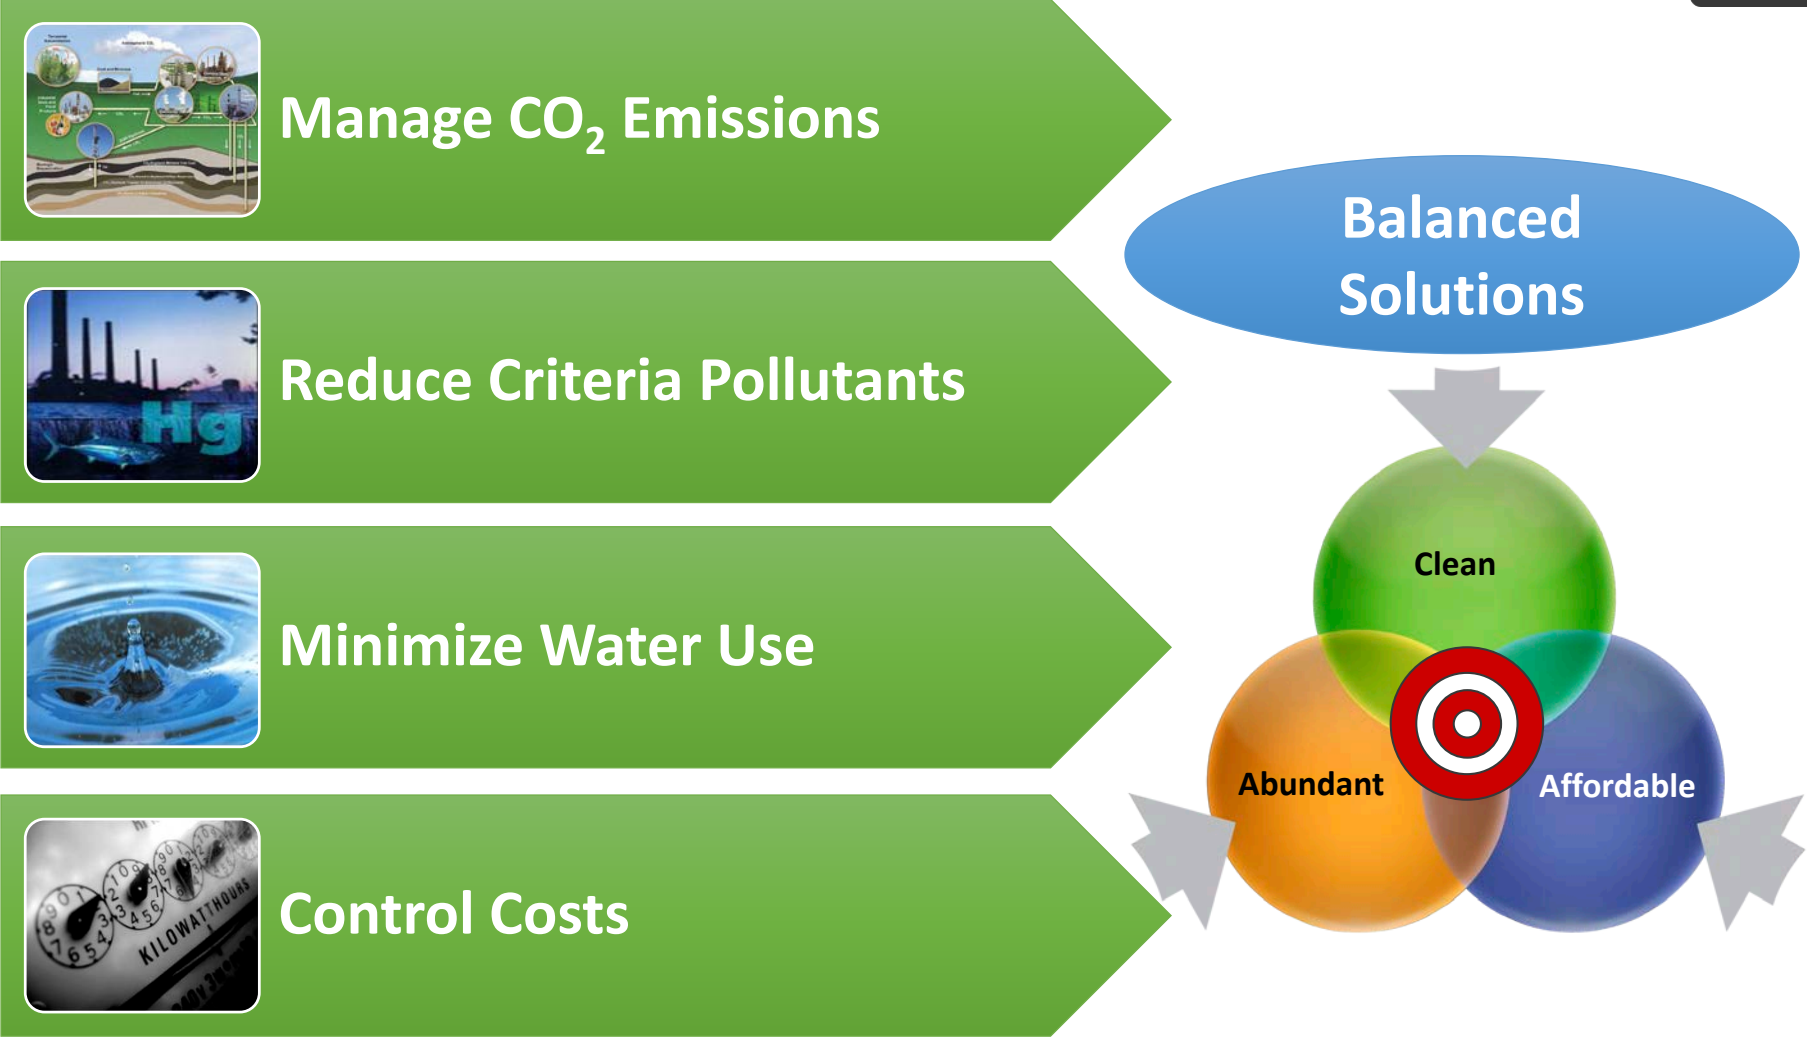 Manage CO₂ Emissions
Reduce Criteria Pollutants
Hg
Minimize Water Use
Control Costs
KILOWATTHOURS
Balanced
Solutions
Clean
Abundant
Affordable